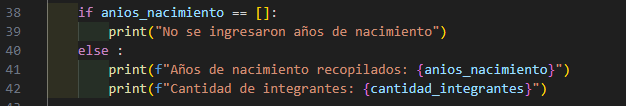 38 if anios_nacimiento == []:
39 print("No se ingresaron años de nacimiento")
40 else :
41 print(f"Años de nacimiento recopilados: {anios_nacimiento}")
42 print(f"Cantidad de integrantes: {cantidad_integrantes}")